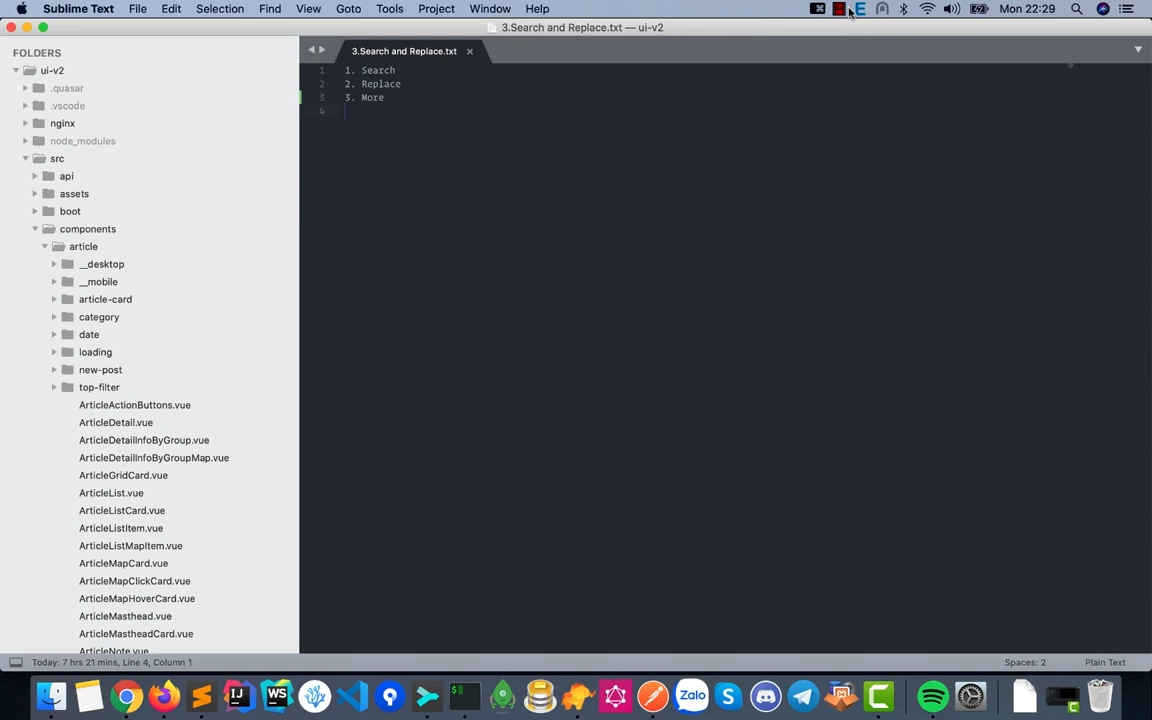 Sublime Text File Edit Selection Find View Goto Tools Project Window Help Mon 22:29
3.Search and Replace.txt — ui-v2
FOLDERS
3.Search and Replace.txt
ui-v2
.quasar
.vscode
nginx
node_modules
src
api
assets
boot
components
article
__desktop
__mobile
article-card
category
date
loading
new-post
top-filter
ArticleActionButtons.vue
ArticleDetail.vue
ArticleDetailInfoByGroup.vue
ArticleDetailInfoByGroupMap.vue
ArticleGridCard.vue
ArticleList.vue
ArticleListCard.vue
ArticleListItem.vue
ArticleListMapItem.vue
ArticleMapCard.vue
ArticleMapClickCard.vue
ArticleMapHoverCard.vue
ArticleMasthead.vue
ArticleMastheadCard.vue
ArticleNote.vue
1 1. Search
2 2. Replace
3 3. More
4
Today: 7 hrs 21 mins, Line 4, Column 1 Spaces: 2 Plain Text
IJ WS $ Zalo S C